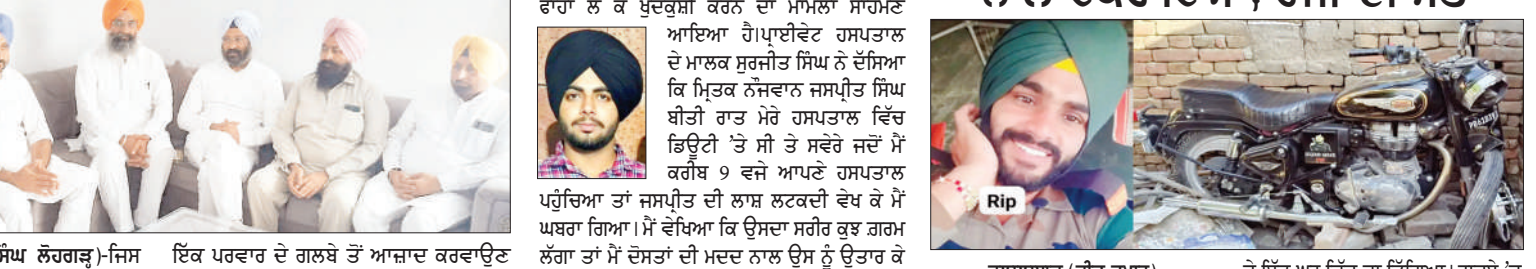 ਸਿੰਘ ਲੋਹਗੜ੍ਹ)-ਜਿਸ
ਇੱਕ ਪਰਵਾਰ ਦੇ ਗਲਬੇ ਤੋਂ ਆਜ਼ਾਦ ਕਰਵਾਉਣ
ਫਾਹਾ ਲੈ ਕੇ ਖੁਦਕੁਸ਼ੀ ਕਰਨ ਦਾ ਮਾਮਲਾ ਸਾਹਮਣੇ
ਆਇਆ ਹੈ।ਪ੍ਰਾਈਵੇਟ ਹਸਪਤਾਲ
ਦੇ ਮਾਲਕ ਸੁਰਜੀਤ ਸਿੰਘ ਨੇ ਦੱਸਿਆ
ਕਿ ਮ੍ਰਿਤਕ ਨੌਜਵਾਨ ਜਸਪ੍ਰੀਤ ਸਿੰਘ
ਬੀਤੀ ਰਾਤ ਮੇਰੇ ਹਸਪਤਾਲ ਵਿੱਚ
ਡਿਊਟੀ 'ਤੇ ਸੀ ਤੇ ਸਵੇਰੇ ਜਦੋਂ ਮੈਂ
ਕਰੀਬ 9 ਵਜੇ ਆਪਣੇ ਹਸਪਤਾਲ
ਪਹੁੰਚਿਆ ਤਾਂ ਜਸਪ੍ਰੀਤ ਦੀ ਲਾਸ਼ ਲਟਕਦੀ ਵੇਖ ਕੇ ਮੈਂ
ਘਬਰਾ ਗਿਆ।ਮੈਂ ਵੇਖਿਆ ਕਿ ਉਸਦਾ ਸਰੀਰ ਕੁਝ ਗ਼ਰਮ
ਲੱਗਾ ਤਾਂ ਮੈਂ ਦੋਸਤਾਂ ਦੀ ਮਦਦ ਨਾਲ ਉਸ ਨੂੰ ਉਤਾਰ ਕੇ
Rip